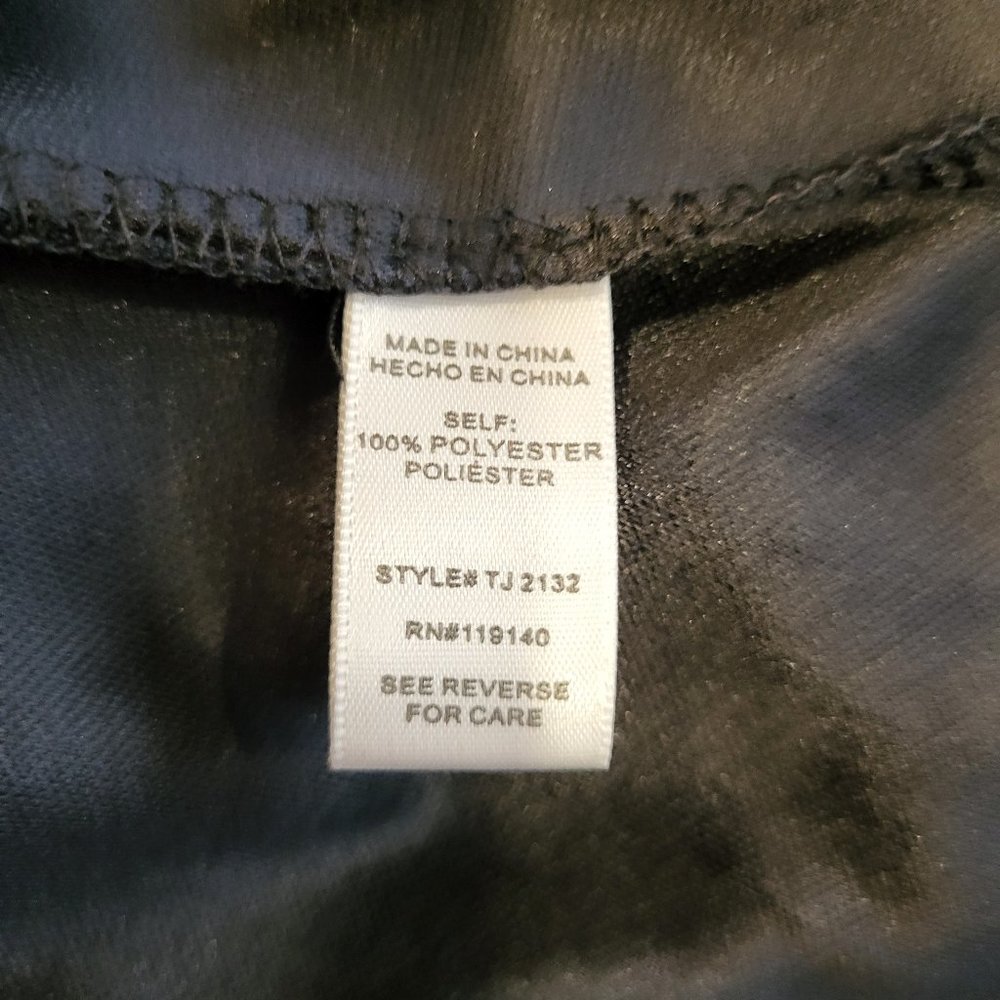 MADE IN CHINA
HECHO EN CHINA
SELF:
100% POLYESTER
POLIÉSTER
STYLE# TJ 2132
RN#119140
SEE REVERSE
FOR CARE